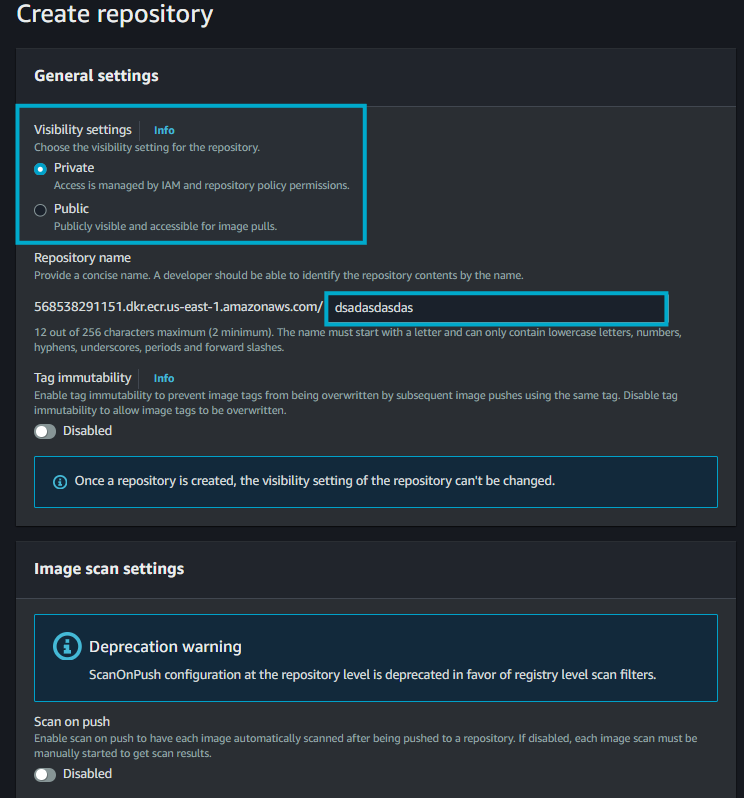 Create repository
General settings
Visibility settings
Info
Choose the visibility setting for the repository.
Private
Access is managed by IAM and repository policy permissions.
Public
Publicly visible and accessible for image pulls.
Repository name
Provide a concise name. A developer should be able to identify the repository contents by the name.
568538291151.dkr.ecr.us-east-1.amazonaws.com/
dsadasdasdas
12 out of 256 characters maximum (2 minimum). The name must start with a letter and can only contain lowercase letters, numbers,
hyphens, underscores, periods and forward slashes.
Tag immutability
Info
Enable tag immutability to prevent image tags from being overwritten by subsequent image pushes using the same tag. Disable tag
immutability to allow image tags to be overwritten.
Disabled
Once a repository is created, the visibility setting of the repository can't be changed.
Image scan settings
Deprecation warning
ScanOnPush configuration at the repository level is deprecated in favor of registry level scan filters.
Scan on push
Enable scan on push to have each image automatically scanned after being pushed to a repository. If disabled, each image scan must be
manually started to get scan results.
Disabled